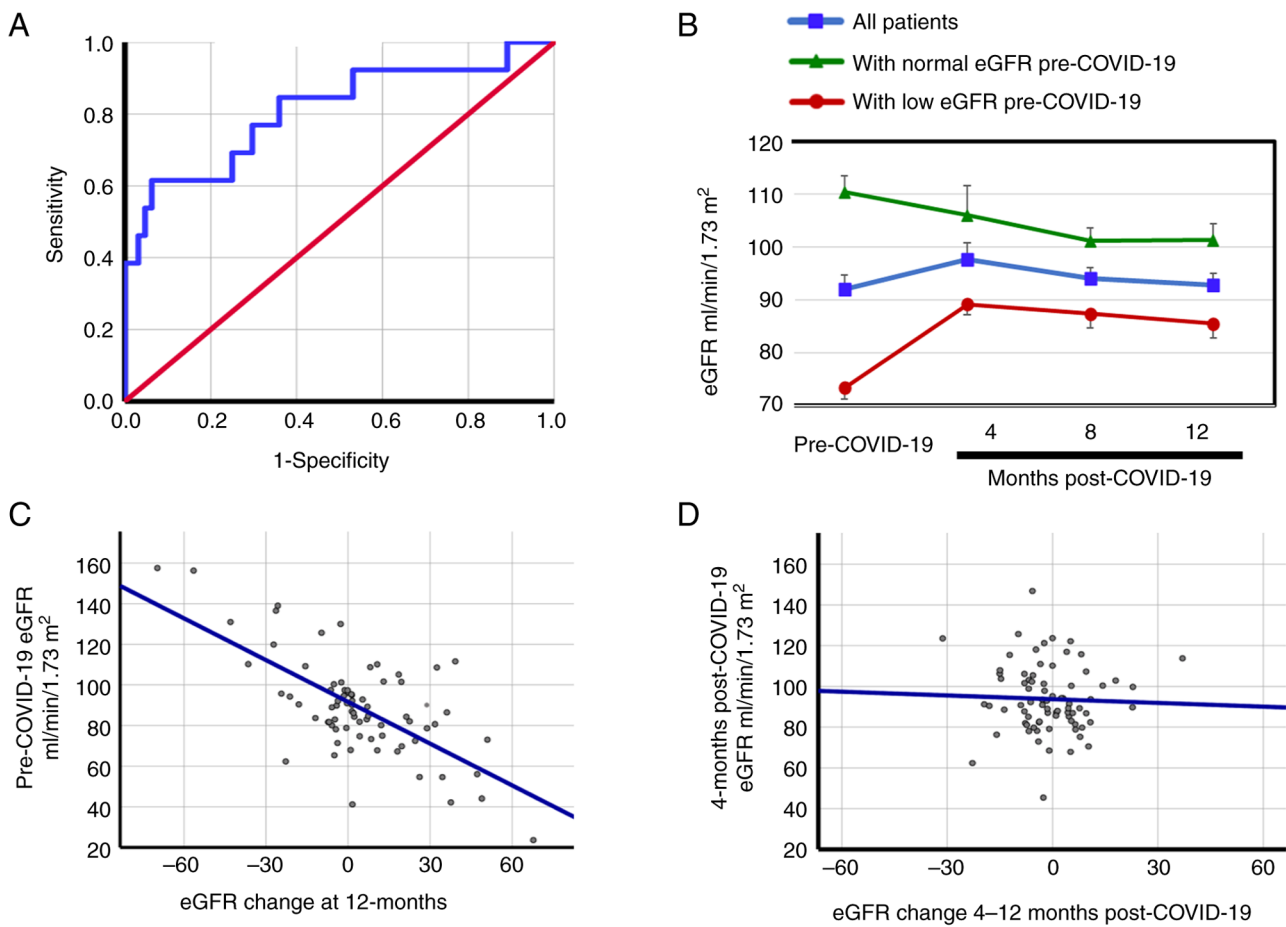 A
1.0
0.8
0.6
0.4
0.2
0.0
Sensitivity
0.0 0.2 0.4 0.6 0.8 1.0
1-Specificity
B
All patients
With normal eGFR pre-COVID-19
With low eGFR pre-COVID-19
120
110
100
90
80
70
eGFR ml/min/1.73 m²
Pre-COVID-19 4 8 12
Months post-COVID-19
C
160
140
120
100
80
60
40
20
Pre-COVID-19 eGFR
ml/min/1.73 m²
–60 –30 0 30 60
eGFR change at 12-months
D
160
140
120
100
80
60
40
20
4-months post-COVID-19
eGFR ml/min/1.73 m²
–60 –30 0 30 60
eGFR change 4–12 months post-COVID-19